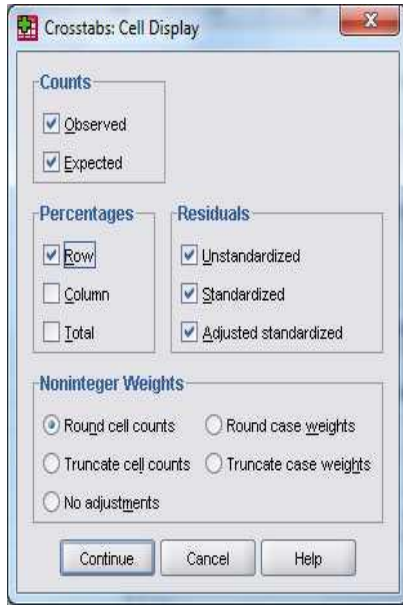 Crosstabs: Cell Display
Counts
Observed
Expected
Percentages
Row
Column
Total
Residuals
Unstandardized
Standardized
Adjusted standardized
Noninteger Weights
Round cell counts Round case weights
Truncate cell counts Truncate case weights
No adjustments
Continue Cancel Help